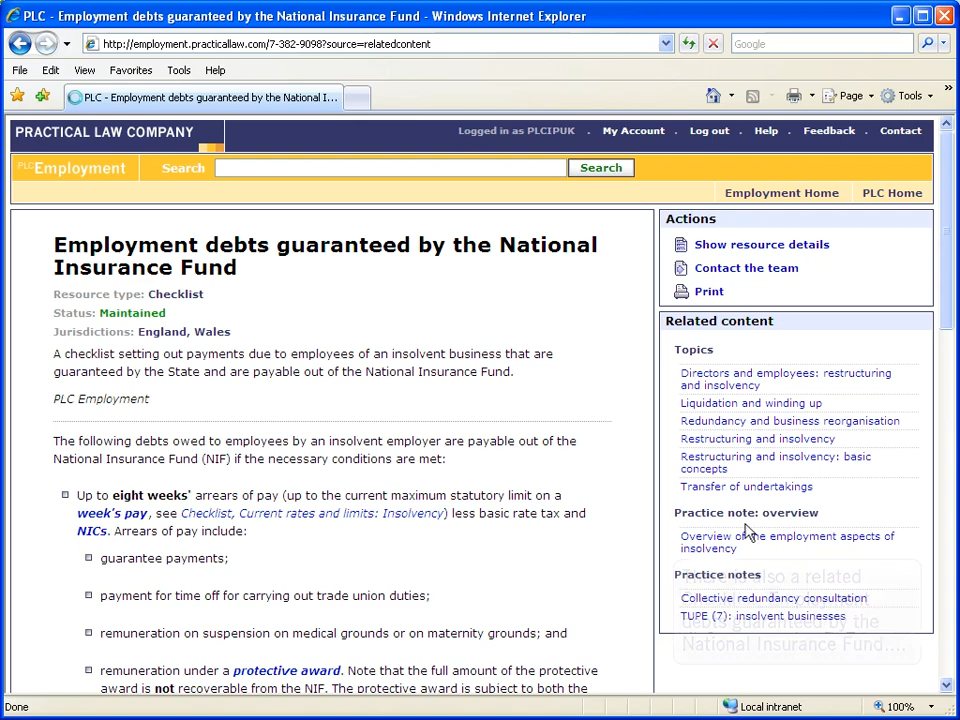 PLC - Employment debts guaranteed by the National Insurance Fund - Windows Internet Explorer
http://employment.practicallaw.com/7-382-9098?source=relatedcontent
Google
File Edit View Favorites Tools Help
PLC - Employment debts guaranteed by the National I...
Page Tools
PRACTICAL LAW COMPANY
Logged in as PLCIPUK . My Account . Log out . Help . Feedback . Contact
PLC Employment
Search
Search
Employment Home
PLC Home
Employment debts guaranteed by the National
Insurance Fund
Resource type: Checklist
Status: Maintained
Jurisdictions: England, Wales
A checklist setting out payments due to employees of an insolvent business that are
guaranteed by the State and are payable out of the National Insurance Fund.
PLC Employment
The following debts owed to employees by an insolvent employer are payable out of the
National Insurance Fund (NIF) if the necessary conditions are met:
Up to eight weeks' arrears of pay (up to the current maximum statutory limit on a
week's pay, see Checklist, Current rates and limits: Insolvency) less basic rate tax and
NICs. Arrears of pay include:
guarantee payments;
payment for time off for carrying out trade union duties;
remuneration on suspension on medical grounds or on maternity grounds; and
remuneration under a protective award. Note that the full amount of the protective
award is not recoverable from the NIF. The protective award is subject to both the
Actions
Show resource details
Contact the team
Print
Related content
Topics
Directors and employees: restructuring
and insolvency
Liquidation and winding up
Redundancy and business reorganisation
Restructuring and insolvency
Restructuring and insolvency: basic
concepts
Transfer of undertakings
Practice note: overview
Overview of the employment aspects of
insolvency
Practice notes
Collective redundancy consultation
TUPE (7): insolvent businesses
There is also a related
debts guaranteed by the
National Insurance Fund....
Done
Local intranet
100%